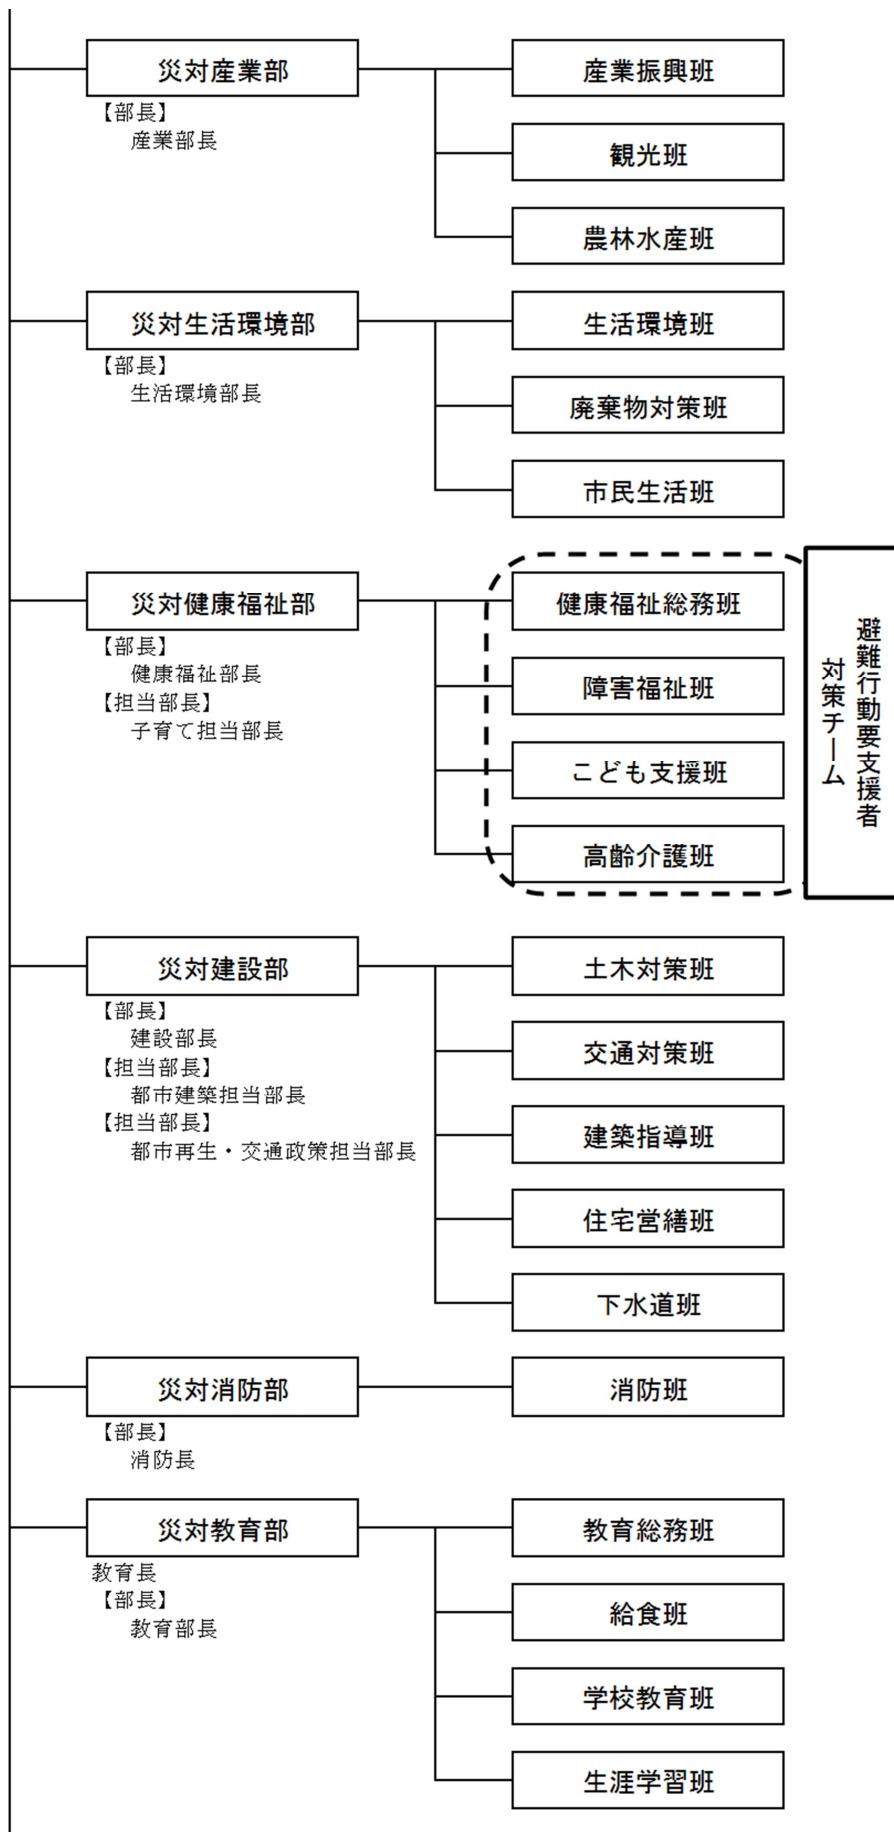 災対産業部
【部長】
産業部長
産業振興班
観光班
農林水産班
災対生活環境部
【部長】
生活環境部長
生活環境班
廃棄物対策班
市民生活班
災対健康福祉部
【部長】
健康福祉部長
【担当部長】
子育て担当部長
健康福祉総務班
障害福祉班
こども支援班
高齢介護班
避難行動要支援者
対策チーム
災対建設部
【部長】
建設部長
【担当部長】
都市建築担当部長
【担当部長】
都市再生・交通政策担当部長
土木対策班
交通対策班
建築指導班
住宅営繕班
下水道班
災対消防部
【部長】
消防長
消防班
災対教育部
教育長
【部長】
教育部長
教育総務班
給食班
学校教育班
生涯学習班